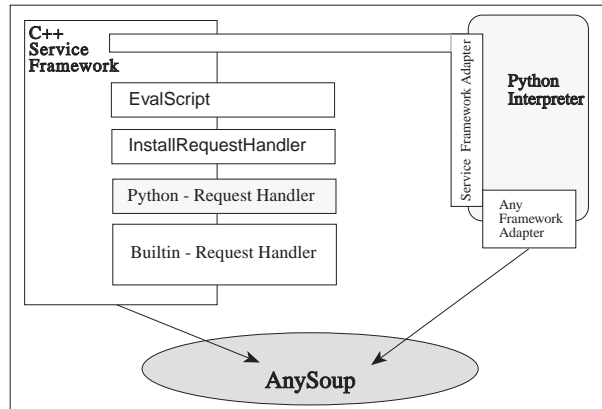 C++
Service
Framework
EvalScript
InstallRequestHandler
Python - Request Handler
Builtin - Request Handler
Service Framework Adapter
Python
Interpreter
Any
Framework
Adapter
AnySoup